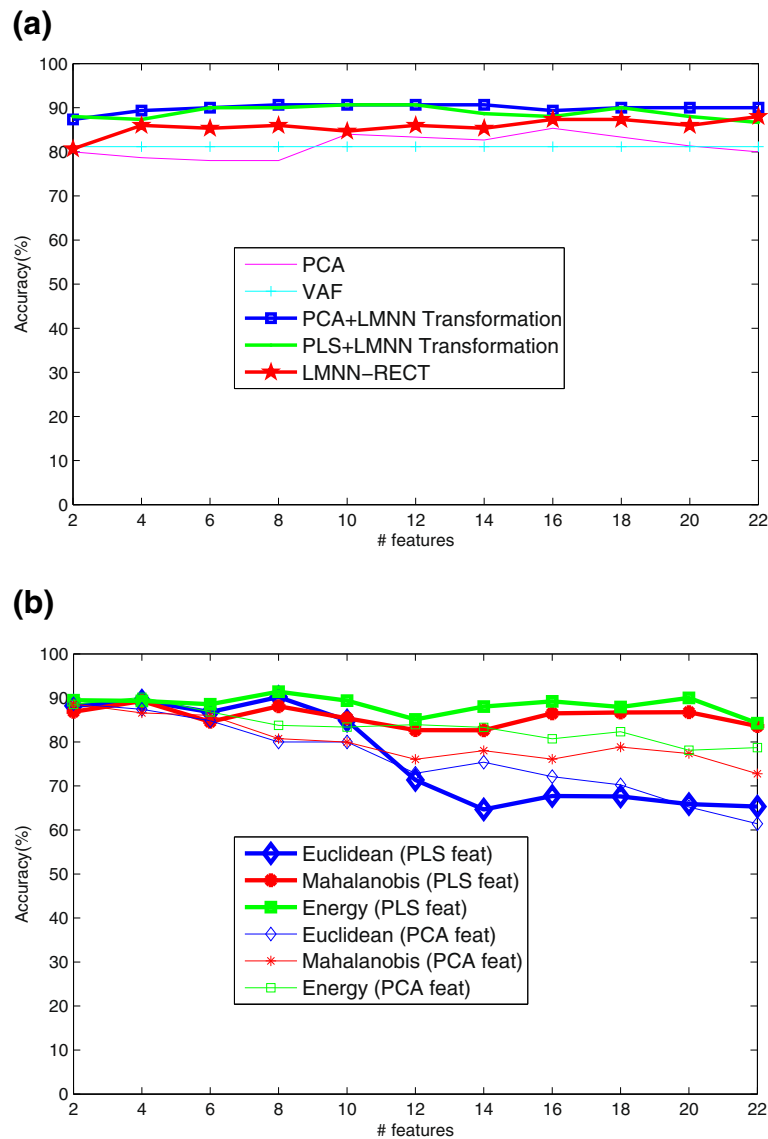 (a)
100
90
80
70
60
50
40
30
20
10
0
Accuracy(%)
PCA
VAF
PCA+LMNN Transformation
PLS+LMNN Transformation
LMNN−RECT
2 4 6 8 10 12 14 16 18 20 22
# features
(b)
100
90
80
70
60
50
40
30
20
10
0
Accuracy(%)
Euclidean (PLS feat)
Mahalanobis (PLS feat)
Energy (PLS feat)
Euclidean (PCA feat)
Mahalanobis (PCA feat)
Energy (PCA feat)
2 4 6 8 10 12 14 16 18 20 22
# features